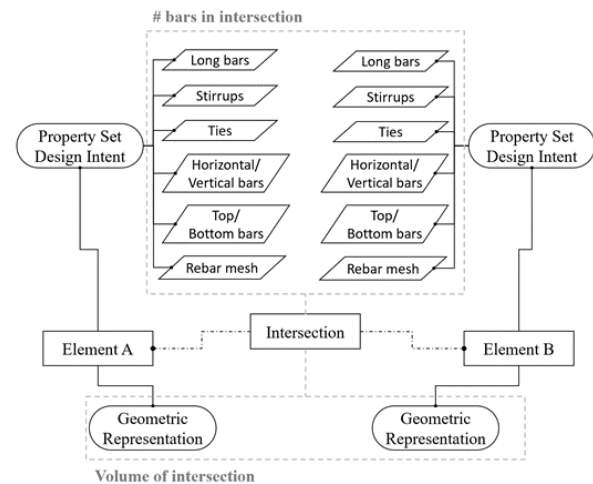 # bars in intersection
Long bars
Long bars
Stirrups
Stirrups
Property Set
Design Intent
Ties
Ties
Property Set
Design Intent
Horizontal/
Vertical bars
Horizontal/
Vertical bars
Top/
Bottom bars
Top/
Bottom bars
Rebar mesh
Rebar mesh
Intersection
Element A
Element B
Geometric
Representation
Geometric
Representation
Volume of intersection